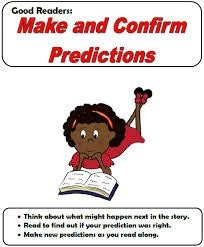 Good Readers:
Make and Confirm
Predictions
• Think about what might happen next in the story.
• Read to find out if your prediction was right.
• Make new predictions as you read along.